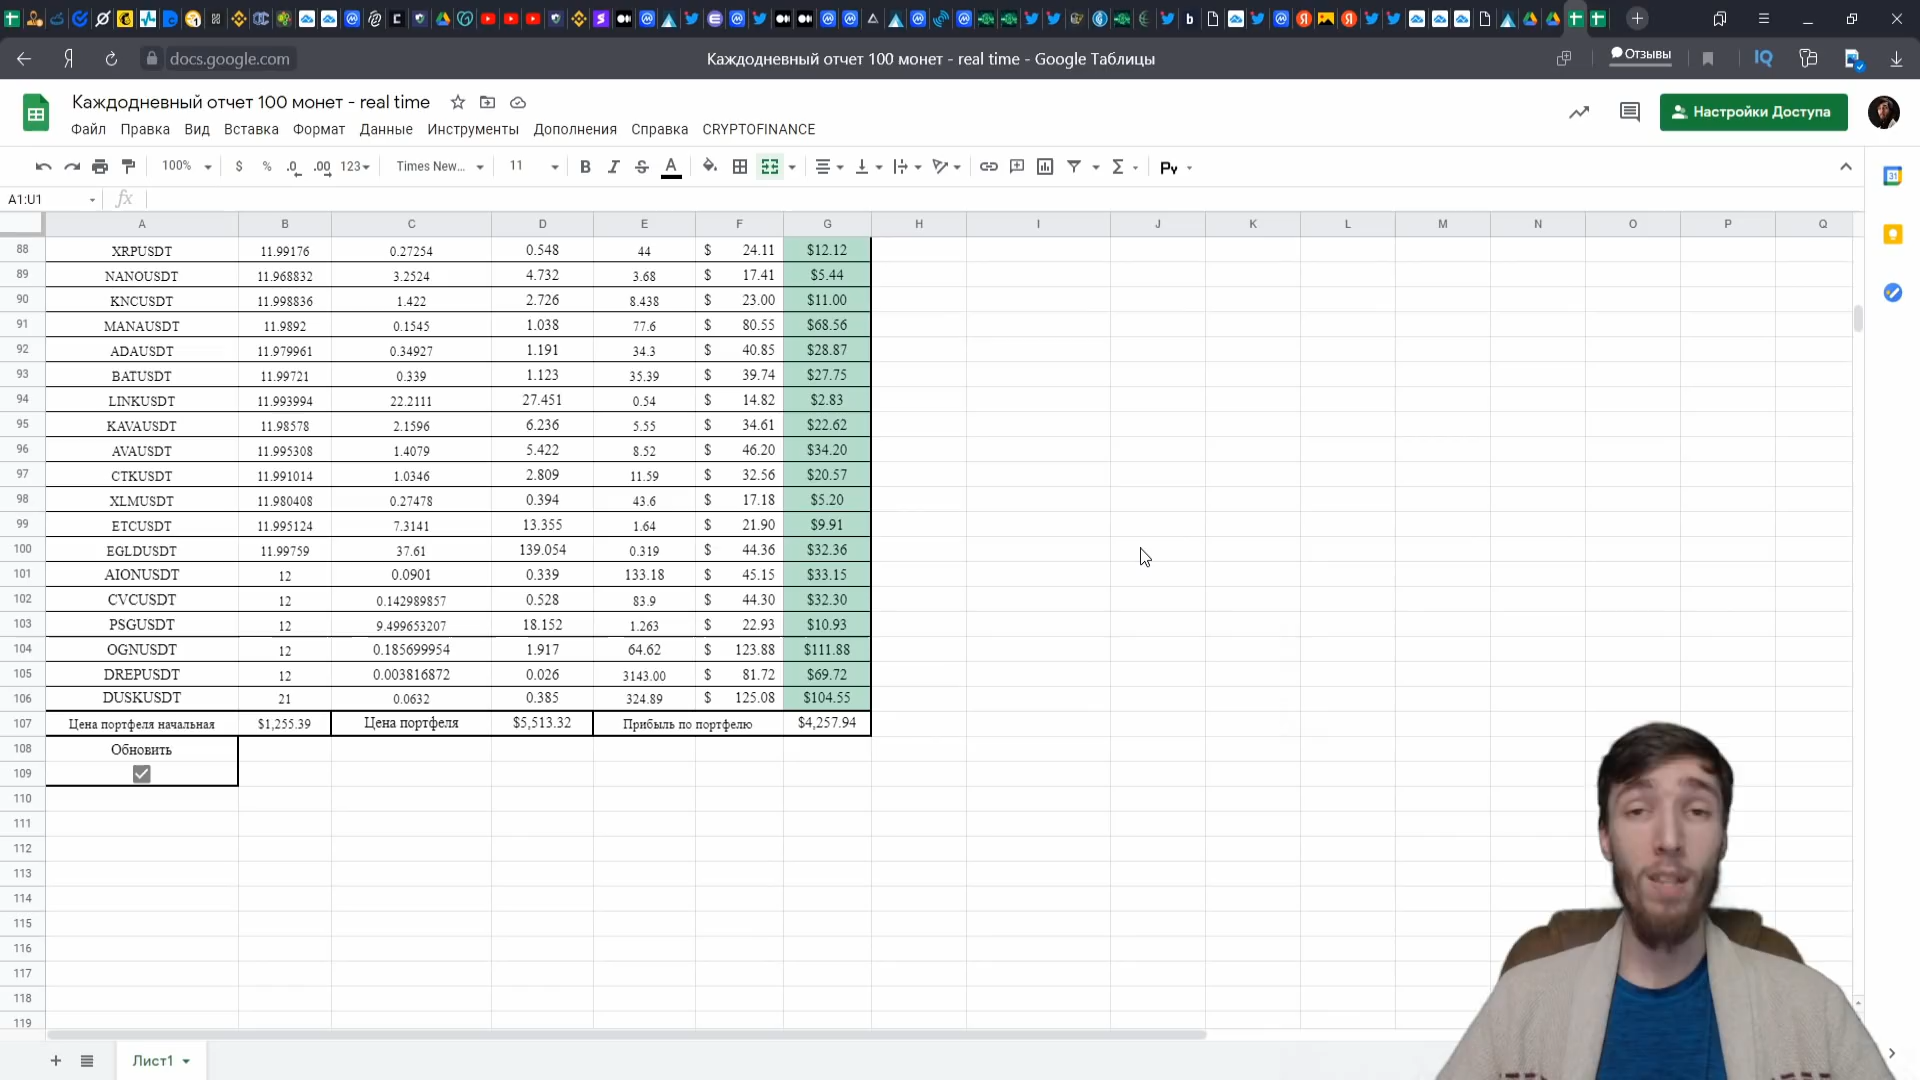 docs.google.com
Каждодневный отчет 100 монет - real time - Google Таблицы
Отзывы
IQ
Каждодневный отчет 100 монет - real time
Файл Правка Вид Вставка Формат Данные Инструменты Дополнения Справка CRYPTOFINANCE
Настройки Доступа
100% $ % .0 .00 123 Times New... 11 B I S A Σ Ру
31
A1:U1 fx
A B C D E F G H I J K L M N O P Q
88 XRPUSDT 11.99176 0.27254 0.548 44 $ 24.11 $12.12
89 NANOUSDT 11.968832 3.2524 4.732 3.68 $ 17.41 $5.44
90 KNCUSDT 11.998836 1.422 2.726 8.438 $ 23.00 $11.00
91 MANAUSDT 11.9892 0.1545 1.038 77.6 $ 80.55 $68.56
92 ADAUSDT 11.979961 0.34927 1.191 34.3 $ 40.85 $28.87
93 BATUSDT 11.99721 0.339 1.123 35.39 $ 39.74 $27.75
94 LINKUSDT 11.993994 22.2111 27.451 0.54 $ 14.82 $2.83
95 KAVAUSDT 11.98578 2.1596 6.236 5.55 $ 34.61 $22.62
96 AVAUSDT 11.995308 1.4079 5.422 8.52 $ 46.20 $34.20
97 CTKUSDT 11.991014 1.0346 2.809 11.59 $ 32.56 $20.57
98 XLMUSDT 11.980408 0.27478 0.394 43.6 $ 17.18 $5.20
99 ETCUSDT 11.995124 7.3141 13.355 1.64 $ 21.90 $9.91
100 EGLDUSDT 11.99759 37.61 139.054 0.319 $ 44.36 $32.36
101 AIONUSDT 12 0.0901 0.339 133.18 $ 45.15 $33.15
102 CVCUSDT 12 0.142989857 0.528 83.9 $ 44.30 $32.30
103 PSGUSDT 12 9.499653207 18.152 1.263 $ 22.93 $10.93
104 OGNUSDT 12 0.185699954 1.917 64.62 $ 123.88 $111.88
105 DREPUSDT 12 0.003816872 0.026 3143.00 $ 81.72 $69.72
106 DUSKUSDT 21 0.0632 0.385 324.89 $ 125.08 $104.55
107 Цена портфеля начальная $1,255.39 Цена портфеля $5,513.32 Прибыль по портфелю $4,257.94
108 Обновить
109
110
111
112
113
114
115
116
117
118
119
Лист1